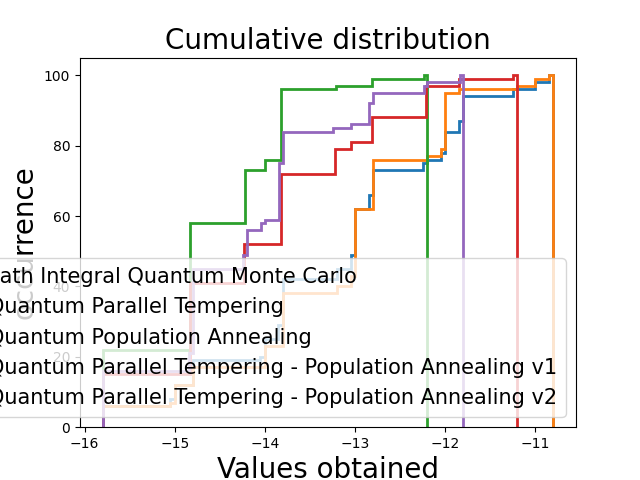 Cumulative distribution
100
80
60
40
20
0
occurrence
ath Integral Quantum Monte Carlo
Quantum Parallel Tempering
Quantum Population Annealing
Quantum Parallel Tempering - Population Annealing v1
Quantum Parallel Tempering - Population Annealing v2
−16 −15 −14 −13 −12 −11
Values obtained